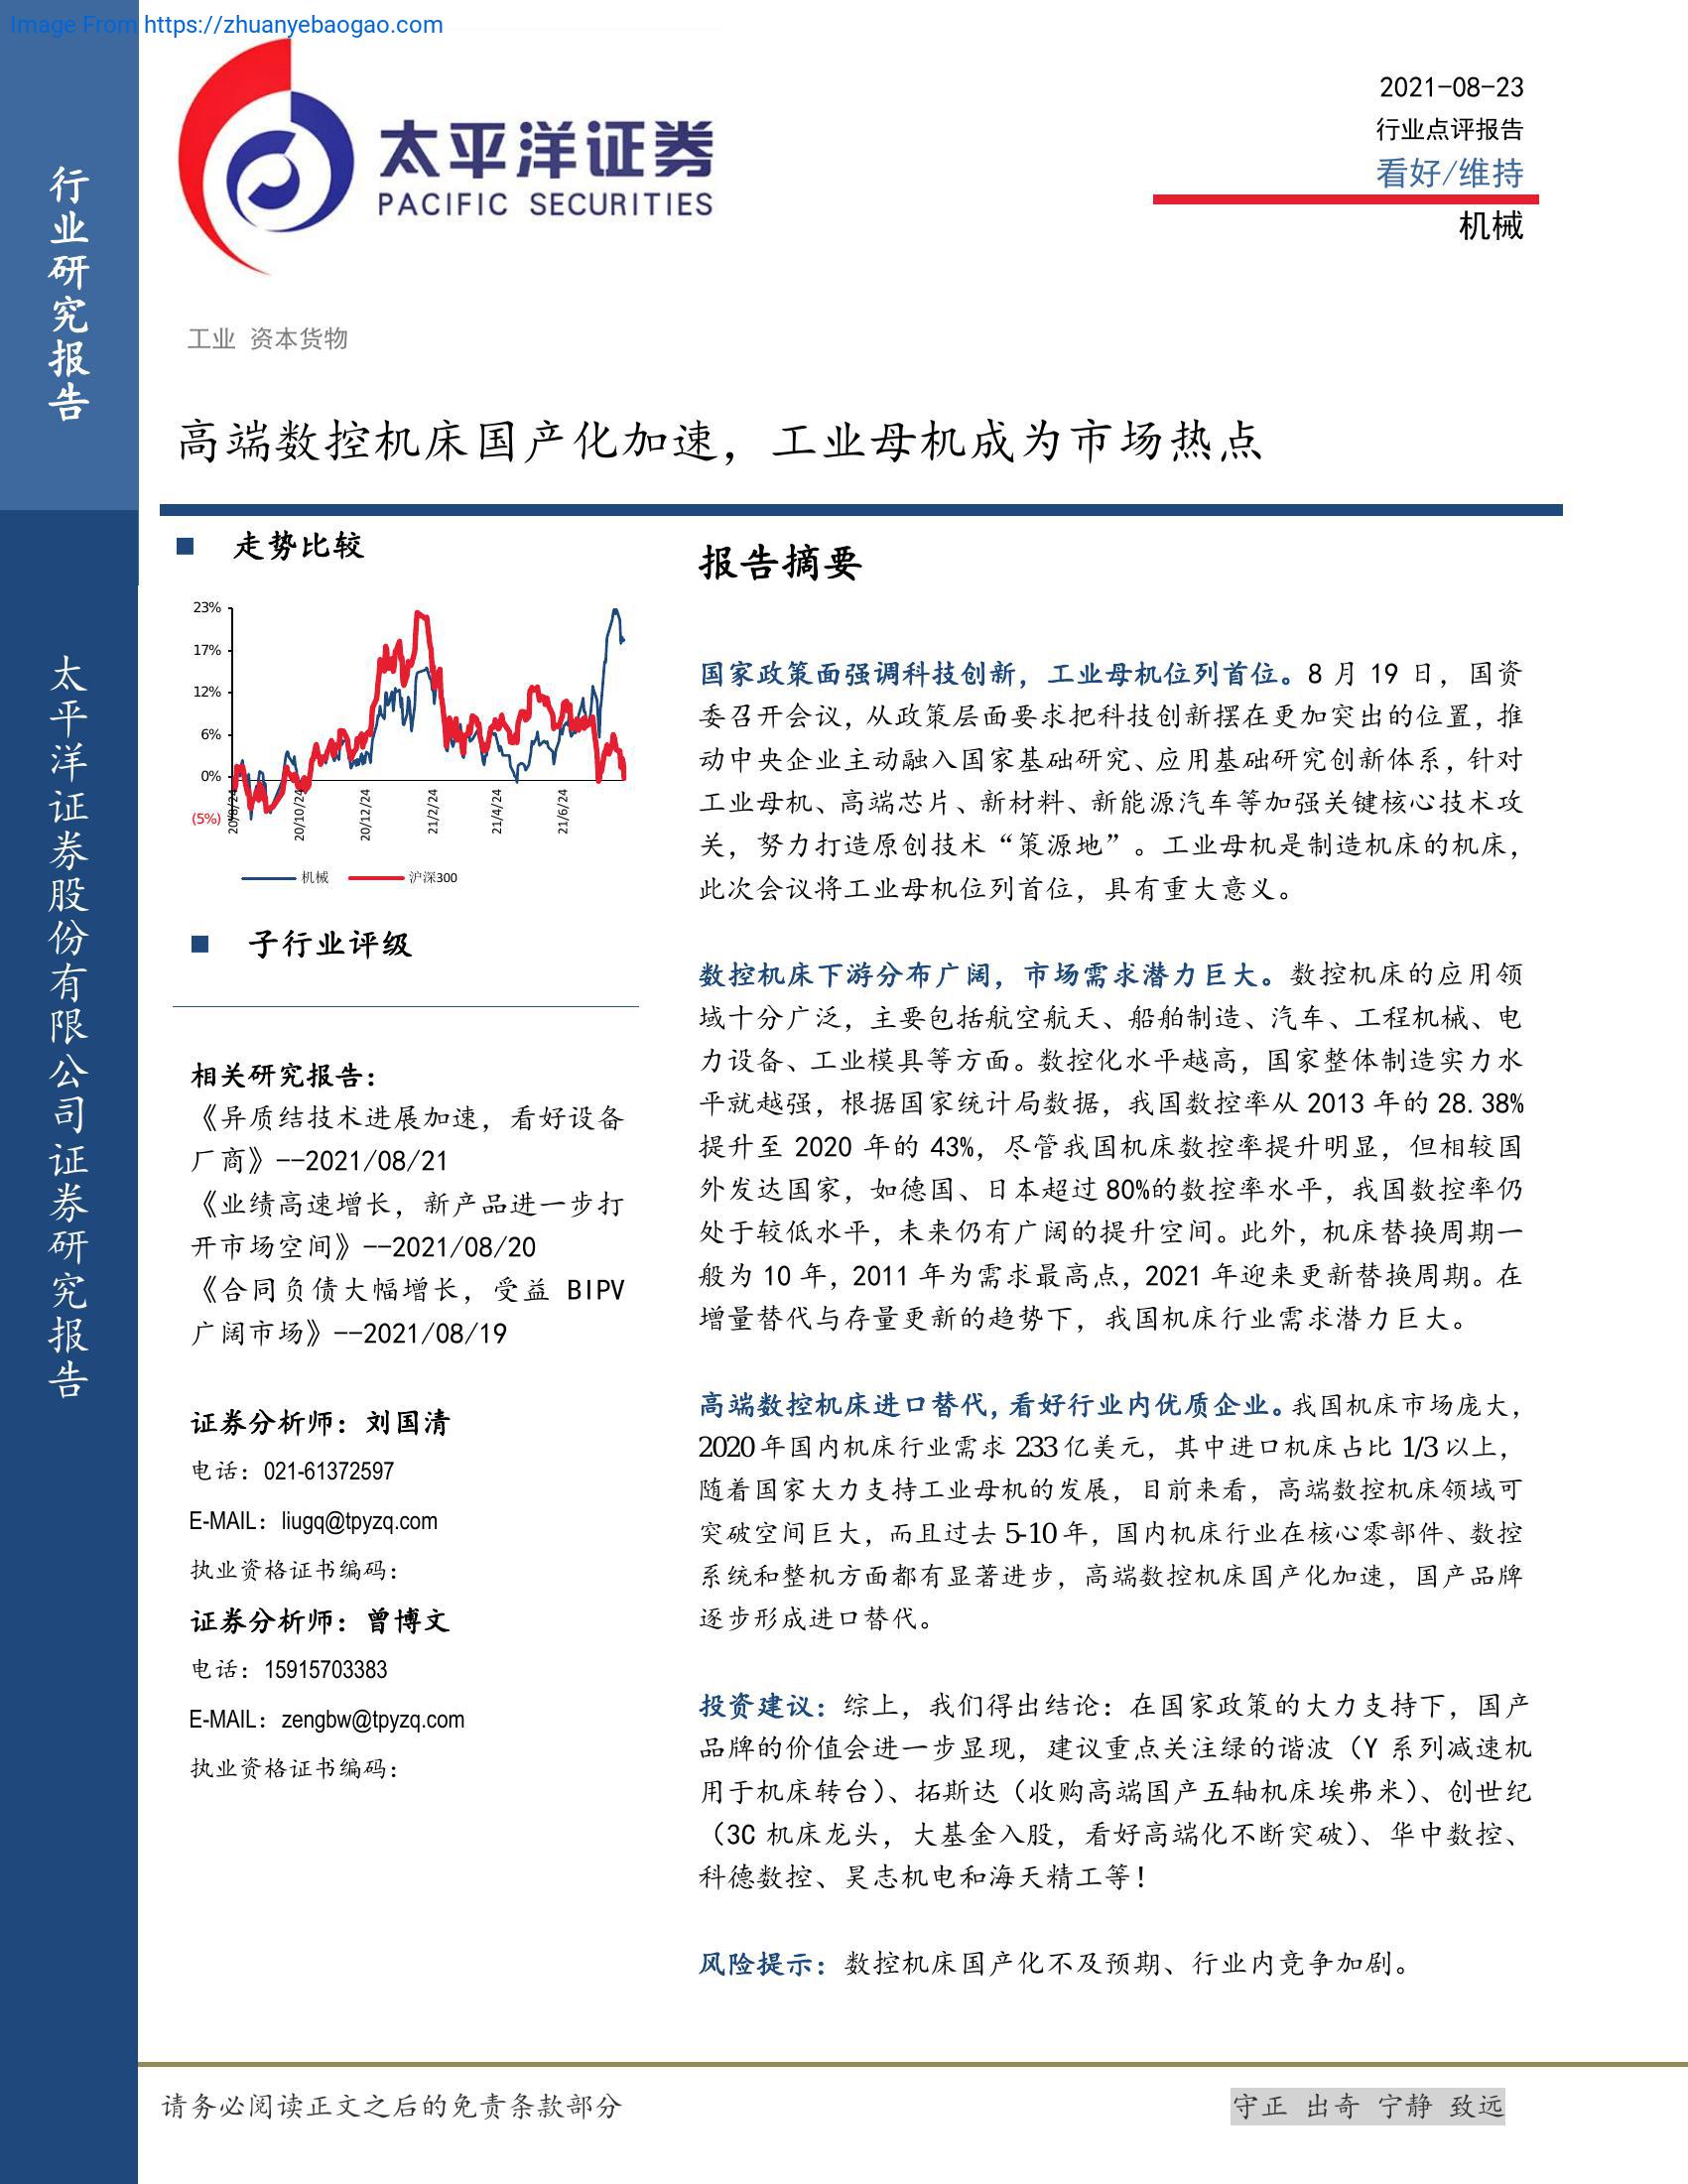 Image From https://zhuanyebaogao.com
行业研究报告
太平洋证券股份有限公司证券研究报告
太平洋证券
PACIFIC SECURITIES
2021-08-23
行业点评报告
看好/维持
机械
工业 资本货物
高端数控机床国产化加速，工业母机成为市场热点
走势比较
23%
17%
12%
6%
0%
(5%)
20/8/24
20/10/24
20/12/24
21/2/24
21/4/24
21/6/24
机械 沪深300
子行业评级
相关研究报告：
《异质结技术进展加速，看好设备
厂商》--2021/08/21
《业绩高速增长，新产品进一步打
开市场空间》--2021/08/20
《合同负债大幅增长，受益 BIPV
广阔市场》--2021/08/19
证券分析师：刘国清
电话：021-61372597
E-MAIL：liugq@tpyzq.com
执业资格证书编码：
证券分析师：曾博文
电话：15915703383
E-MAIL：zengbw@tpyzq.com
执业资格证书编码：
报告摘要
国家政策面强调科技创新，工业母机位列首位。8 月 19 日，国资
委召开会议，从政策层面要求把科技创新摆在更加突出的位置，推
动中央企业主动融入国家基础研究、应用基础研究创新体系，针对
工业母机、高端芯片、新材料、新能源汽车等加强关键核心技术攻
关，努力打造原创技术“策源地”。工业母机是制造机床的机床，
此次会议将工业母机位列首位，具有重大意义。
数控机床下游分布广阔，市场需求潜力巨大。数控机床的应用领
域十分广泛，主要包括航空航天、船舶制造、汽车、工程机械、电
力设备、工业模具等方面。数控化水平越高，国家整体制造实力水
平就越强，根据国家统计局数据，我国数控率从 2013 年的 28.38%
提升至 2020 年的 43%，尽管我国机床数控率提升明显，但相较国
外发达国家，如德国、日本超过 80%的数控率水平，我国数控率仍
处于较低水平，未来仍有广阔的提升空间。此外，机床替换周期一
般为 10 年，2011 年为需求最高点，2021 年迎来更新替换周期。在
增量替代与存量更新的趋势下，我国机床行业需求潜力巨大。
高端数控机床进口替代，看好行业内优质企业。我国机床市场庞大，
2020 年国内机床行业需求 233 亿美元，其中进口机床占比 1/3 以上，
随着国家大力支持工业母机的发展，目前来看，高端数控机床领域可
突破空间巨大，而且过去 5-10 年，国内机床行业在核心零部件、数控
系统和整机方面都有显著进步，高端数控机床国产化加速，国产品牌
逐步形成进口替代。
投资建议：综上，我们得出结论：在国家政策的大力支持下，国产
品牌的价值会进一步显现，建议重点关注绿的谐波（Y 系列减速机
用于机床转台）、拓斯达（收购高端国产五轴机床埃弗米）、创世纪
（3C 机床龙头，大基金入股，看好高端化不断突破）、华中数控、
科德数控、昊志机电和海天精工等！
风险提示：数控机床国产化不及预期、行业内竞争加剧。
请务必阅读正文之后的免责条款部分
守正 出奇 宁静 致远